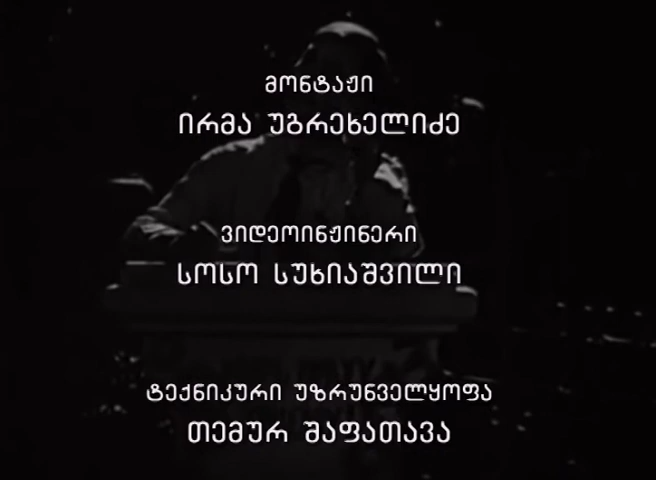 მონტაჟი
ირმა უგრეხელიძე
ვიდეოინჟინერი
სოსო სუხიაშვილი
ტექნიკური უზრუნველყოფა
თემურ შაფათავა